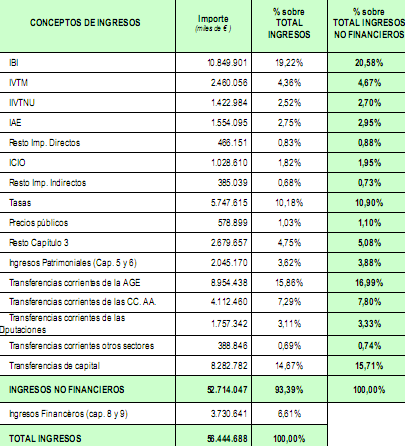 CONCEPTOS DE INGRESOS Importe (miles de €) % sobre TOTAL INGRESOS % sobre TOTAL INGRESOS NO FINANCIEROS
IBI 10.849.901 19,22% 20,58%
IVTM 2.460.056 4,36% 4,67%
IIVTNU 1.422.984 2,52% 2,70%
IAE 1.554.095 2,75% 2,95%
Resto Imp. Directos 466.151 0,83% 0,88%
ICIO 1.028.610 1,82% 1,95%
Resto Imp. Indirectos 385.039 0,68% 0,73%
Tasas 5.747.615 10,18% 10,90%
Precios públicos 578.899 1,03% 1,10%
Resto Capítulo 3 2.679.657 4,75% 5,08%
Ingresos Patrimoniales (Cap. 5 y 6) 2.045.170 3,62% 3,88%
Transferencias corrientes de la AGE 8.954.438 15,86% 16,99%
Transferencias corrientes de las CC. AA. 4.112.460 7,29% 7,80%
Transferencias corrientes de las
Diputaciones 1.757.342 3,11% 3,33%
Transferencias corrientes otros sectores 388.846 0,69% 0,74%
Transferencias de capital 8.282.782 14,67% 15,71%
INGRESOS NO FINANCIEROS 52.714.047 93,39% 100,00%
Ingresos Financieros (cap. 8 y 9) 3.730.641 6,61%
TOTAL INGRESOS 56.444.688 100,00%